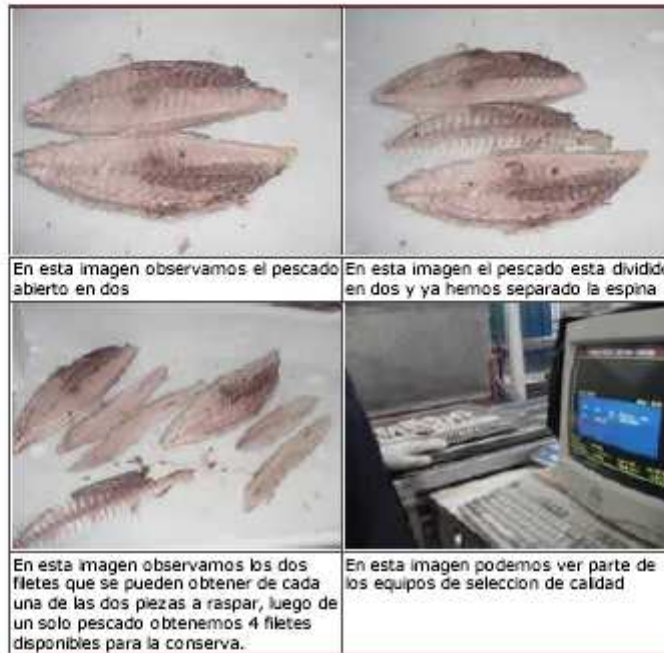 En esta imagen observamos el pescado
abierto en dos
En esta imagen el pescado esta dividido
en dos y ya hemos separado la espina
En esta imagen observamos los dos
filetes que se pueden obtener de cada
una de las dos piezas a raspar, luego de
un solo pescado obtenemos 4 filetes
disponibles para la conserva.
En esta imagen podemos ver parte de
los equipos de seleccion de calidad